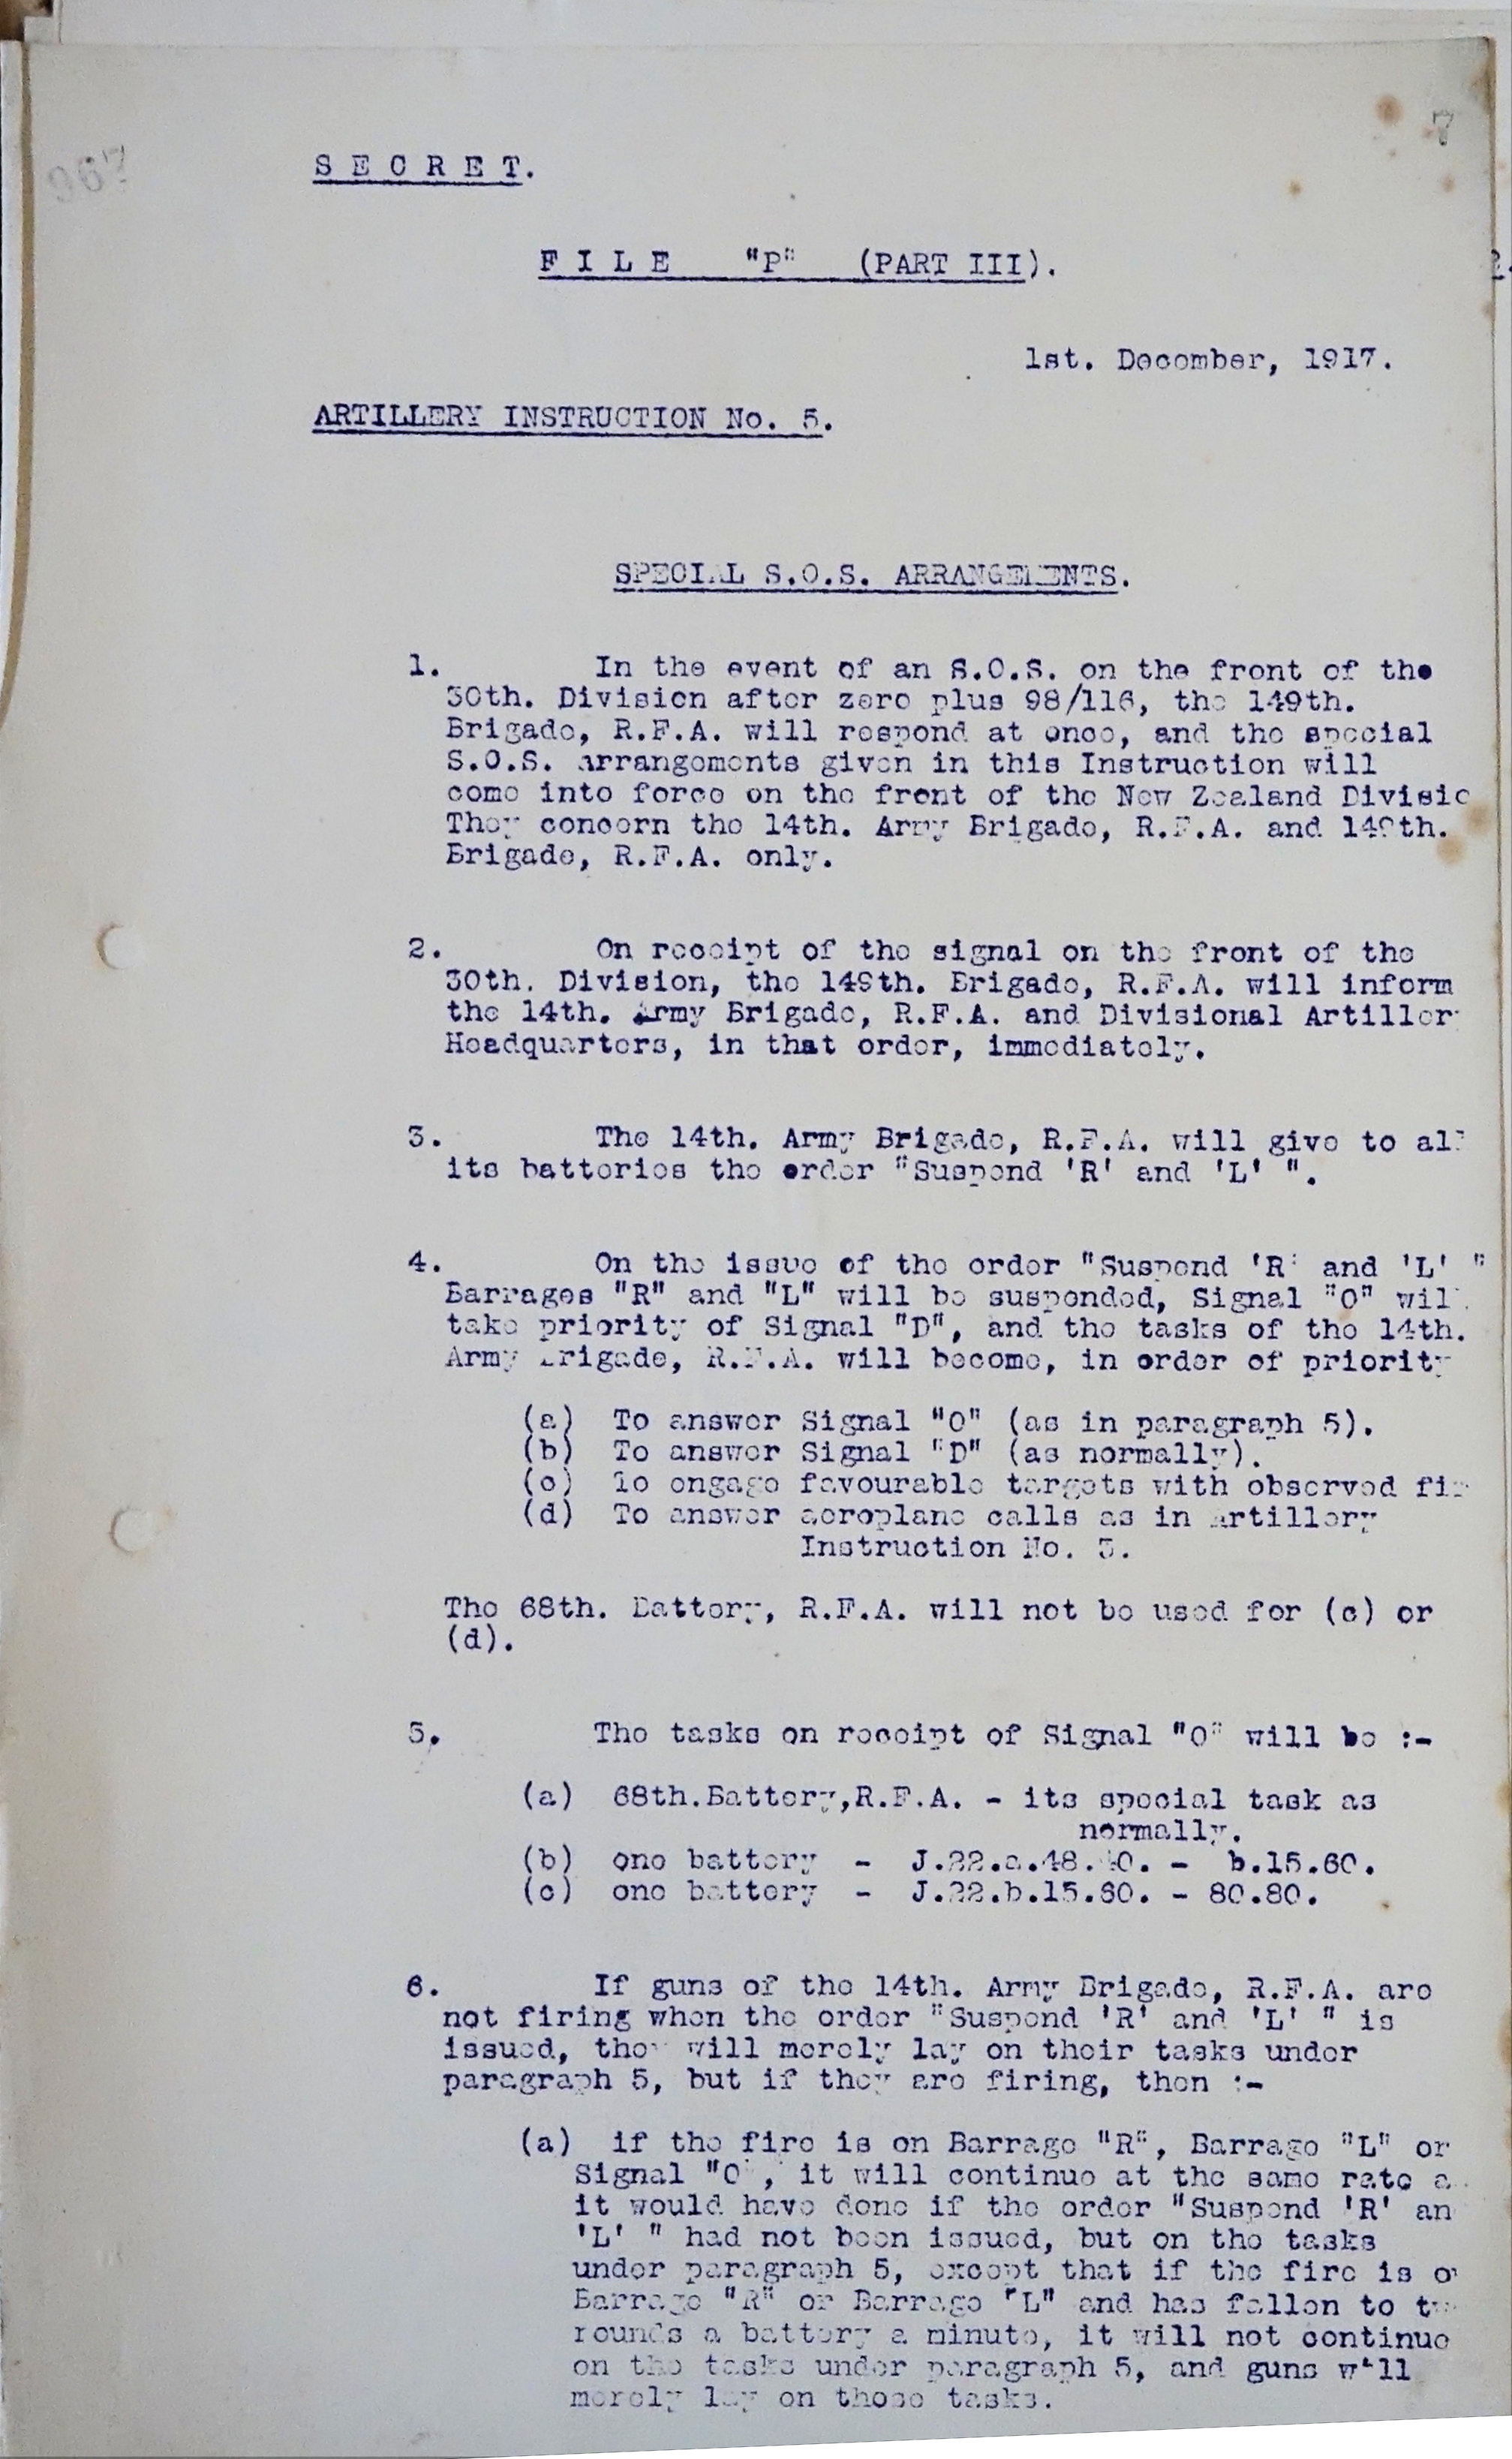 967
7
S E C R E T.
F I L E "P" (PART III).
2.
1st. December, 1917.
ARTILLERY INSTRUCTION No. 5.
SPECIAL S.O.S. ARRANGEMENTS.
1. In the event of an S.O.S. on the front of the
30th. Division after zero plus 98/116, the 149th.
Brigade, R.F.A. will respond at once, and the special
S.O.S. arrangements given in this Instruction will
come into force on the front of the New Zealand Divisio
They concern the 14th. Army Brigade, R.F.A. and 149th.
Brigade, R.F.A. only.
2. On receipt of the signal on the front of the
30th. Division, the 149th. Brigade, R.F.A. will inform
the 14th. Army Brigade, R.F.A. and Divisional Artiller
Headquarters, in that order, immediately.
3. The 14th. Army Brigade, R.F.A. will give to all
its batteries the order "Suspend 'R' and 'L' ".
4. On the issue of the order "Suspend 'R' and 'L' "
Barrages "R" and "L" will be suspended, Signal "O" wil
take priority of Signal "D", and the tasks of the 14th.
Army Brigade, R.F.A. will become, in order of priority
(a) To answer Signal "O" (as in paragraph 5).
(b) To answer Signal "D" (as normally).
(c) To engage favourable targets with observed fir
(d) To answer aeroplane calls as in Artillery
Instruction No. 3.
The 68th. Battery, R.F.A. will not be used for (c) or
(d).
5. The tasks on receipt of Signal "O" will be :-
(a) 68th.Battery,R.F.A. - its special task as
normally.
(b) one battery - J.22.a.48.40. - b.15.60.
(c) one battery - J.22.b.15.60. - 80.80.
6. If guns of the 14th. Army Brigade, R.F.A. are
not firing when the order "Suspend 'R' and 'L' " is
issued, they will merely lay on their tasks under
paragraph 5, but if they are firing, then :-
(a) if the fire is on Barrage "R", Barrage "L" or
Signal "O", it will continue at the same rate a
it would have done if the order "Suspend 'R' an
'L' " had not been issued, but on the tasks
under paragraph 5, except that if the fire is o
Barrage "R" or Barrage "L" and has fallen to tw
rounds a battery a minute, it will not continue
on the tasks under paragraph 5, and guns will
merely lay on those tasks.